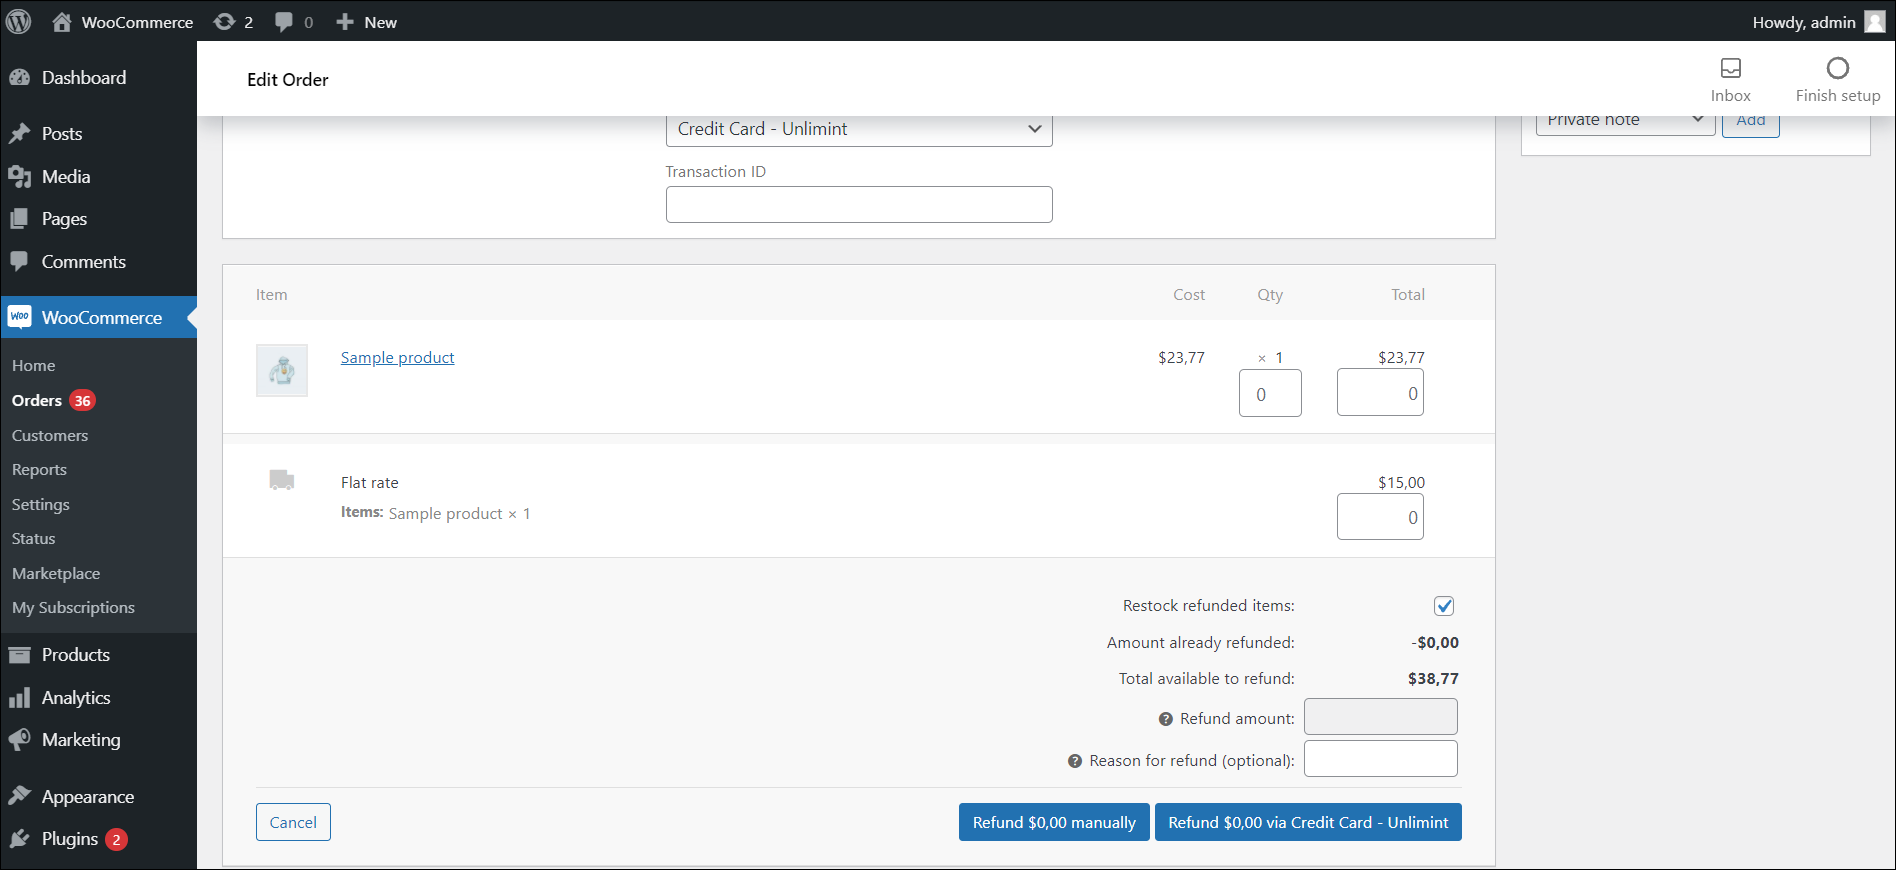 WooCommerce 2 0 New
Howdy, admin
Dashboard
Posts
Media
Pages
Comments
Woo WooCommerce
Home
Orders 36
Customers
Reports
Settings
Status
Marketplace
My Subscriptions
Products
Analytics
Marketing
Appearance
Plugins 2
Edit Order
Inbox
Finish setup
Credit Card - Unlimint
Private note
Add
Transaction ID
Item Cost Qty Total
Sample product $23,77 × 1 $23,77
0 0
Flat rate $15,00
Items: Sample product × 1 0
Restock refunded items:
Amount already refunded: -$0,00
Total available to refund: $38,77
? Refund amount:
? Reason for refund (optional):
Cancel
Refund $0,00 manually
Refund $0,00 via Credit Card - Unlimint